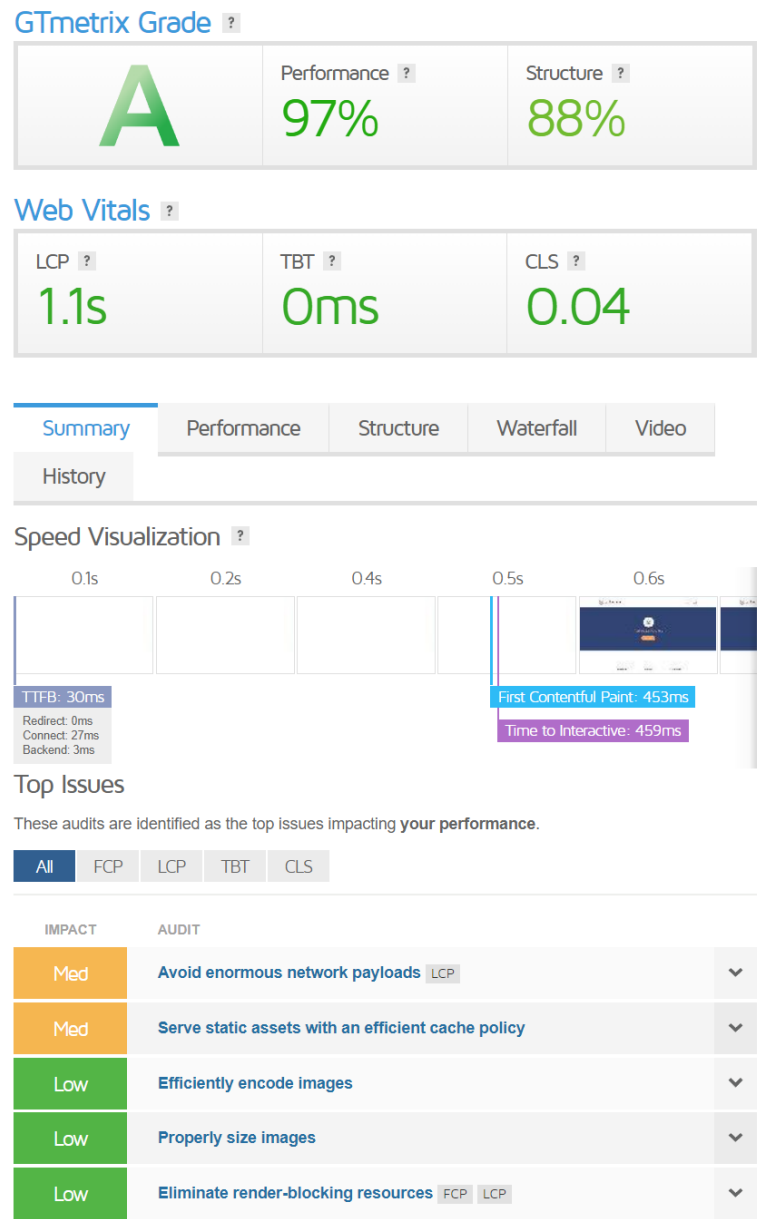 GTmetrix Grade ?
A
Performance ?
97%
Structure ?
88%
Web Vitals ?
LCP ?
1.1s
TBT ?
0ms
CLS ?
0.04
Summary
Performance
Structure
Waterfall
Video
History
Speed Visualization ?
0.1s
0.2s
0.4s
0.5s
0.6s
TTFB: 30ms
Redirect: 0ms
Connect: 27ms
Backend: 3ms
First Contentful Paint: 453ms
Time to Interactive: 459ms
Top Issues
These audits are identified as the top issues impacting your performance.
All
FCP
LCP
TBT
CLS
IMPACT AUDIT
Med Avoid enormous network payloads LCP
Med Serve static assets with an efficient cache policy
Low Efficiently encode images
Low Properly size images
Low Eliminate render-blocking resources FCP LCP